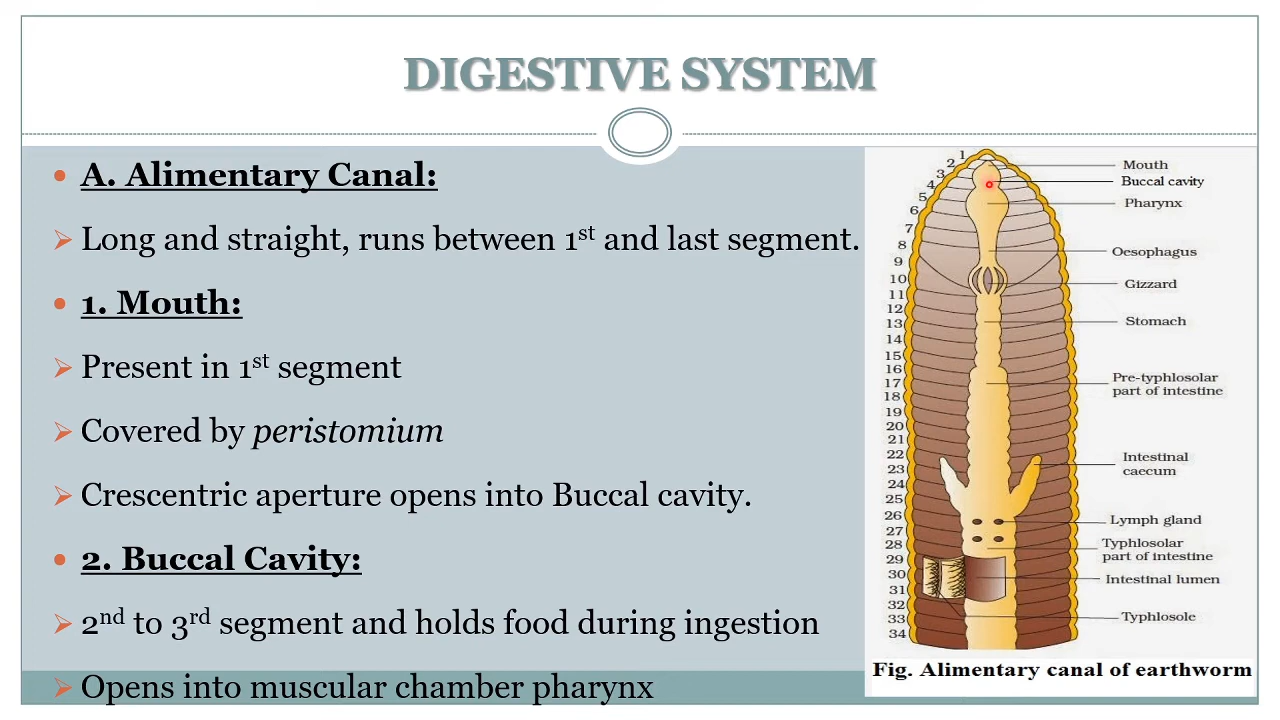 DIGESTIVE SYSTEM
• A. Alimentary Canal:
➢ Long and straight, runs between 1st and last segment.
• 1. Mouth:
➢ Present in 1st segment
➢ Covered by peristomium
➢ Crescentric aperture opens into Buccal cavity.
• 2. Buccal Cavity:
➢ 2nd to 3rd segment and holds food during ingestion
➢ Opens into muscular chamber pharynx
1
2
3
4
5
6
7
8
9
10
11
12
13
14
15
16
17
18
19
20
21
22
23
24
25
26
27
28
29
30
31
32
33
34
Mouth
Buccal cavity
Pharynx
Oesophagus
Gizzard
Stomach
Pre-typhlosolar
part of intestine
Intestinal
caecum
Lymph gland
Typhlosolar
part of intestine
Intestinal lumen
Typhlosole
Fig. Alimentary canal of earthworm